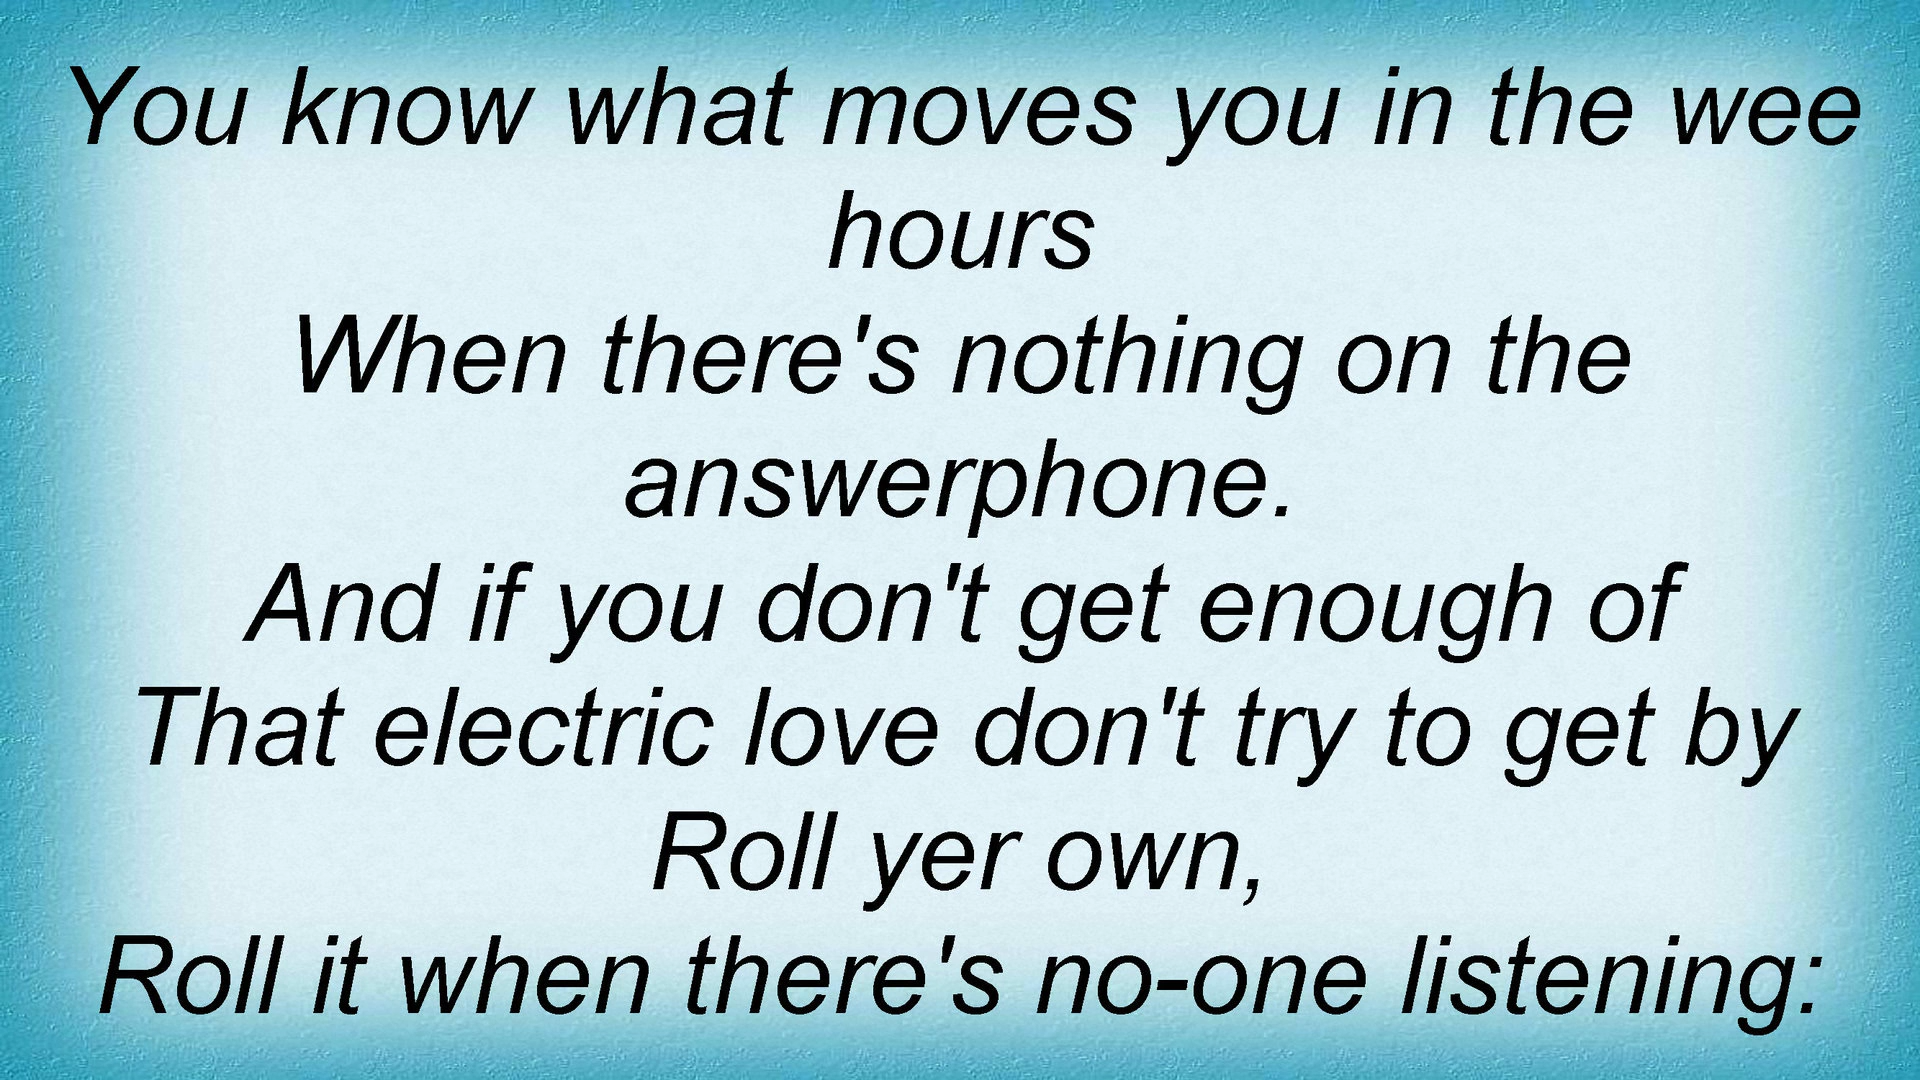 You know what moves you in the wee
hours
When there's nothing on the
answerphone.
And if you don't get enough of
That electric love don't try to get by
Roll yer own,
Roll it when there's no-one listening: